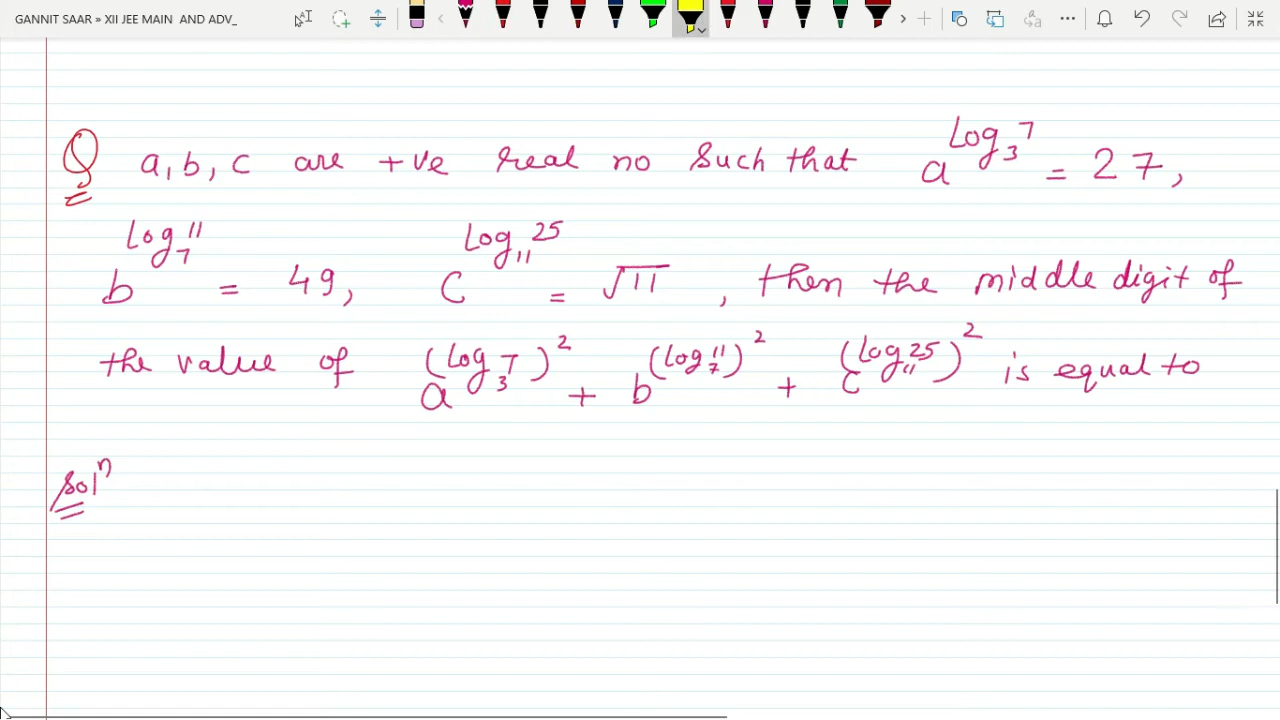 GANNIT SAAR » XII JEE MAIN AND ADV_
Q a, b, c are +ve real no such that a^(Log_3 7) = 27,
b^(Log_7 11) = 49, c^(Log_11 25) = √11, then the middle digit of
the value of a^((Log_3 7)^2) + b^((Log_7 11)^2) + c^((Log_11 25)^2) is equal to
Sol^n